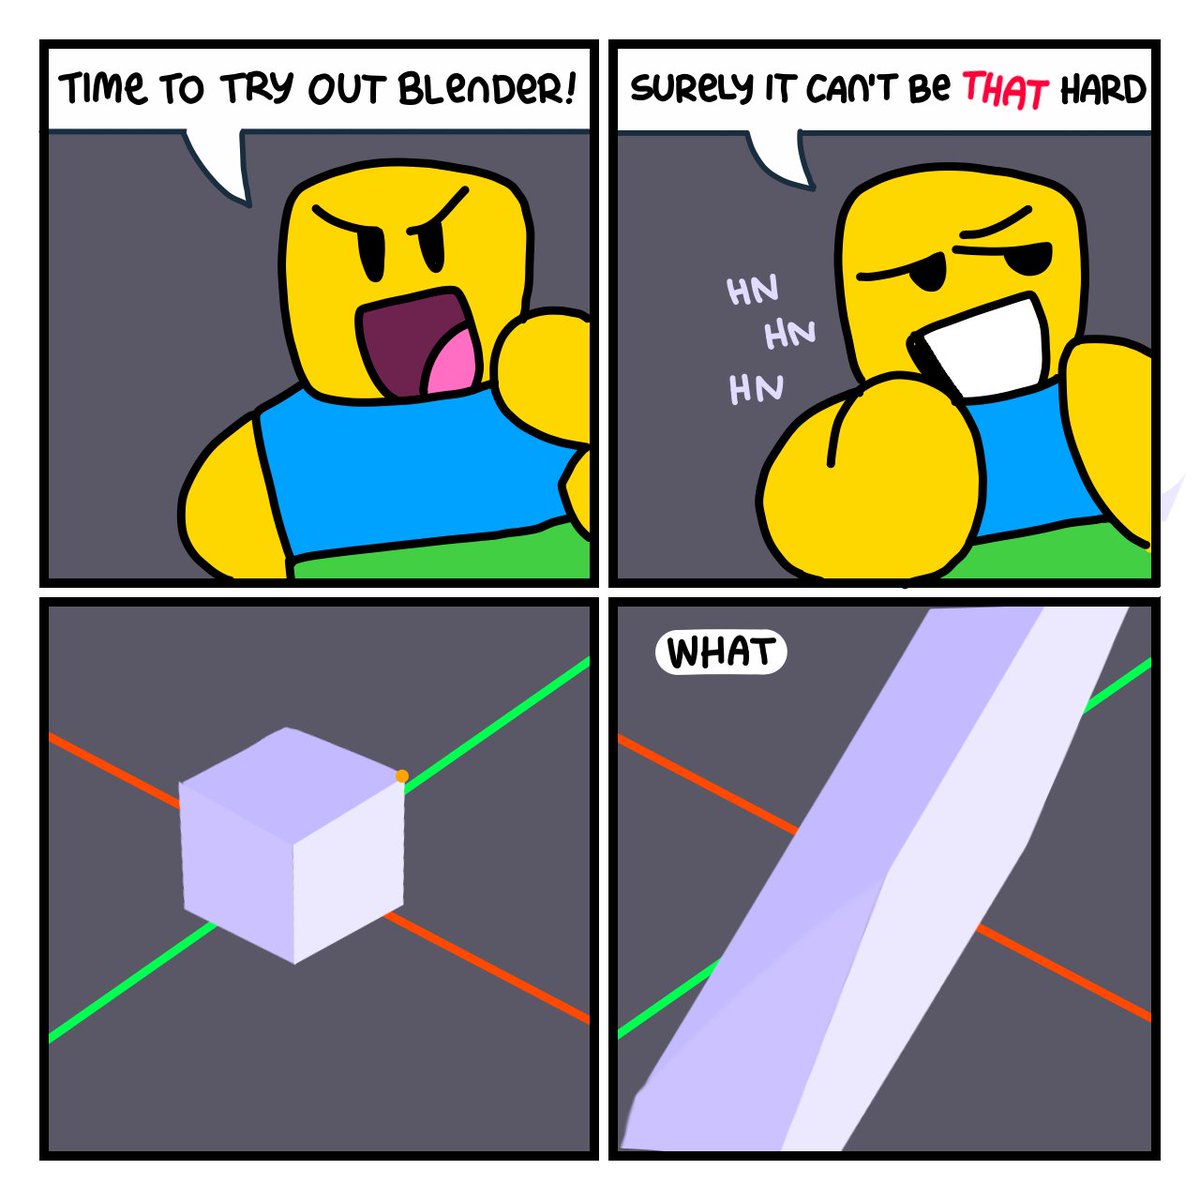 TIME TO TRY OUT BLENDER!
SURELY IT CAN'T BE THAT HARD
HN
HN
HN
WHAT